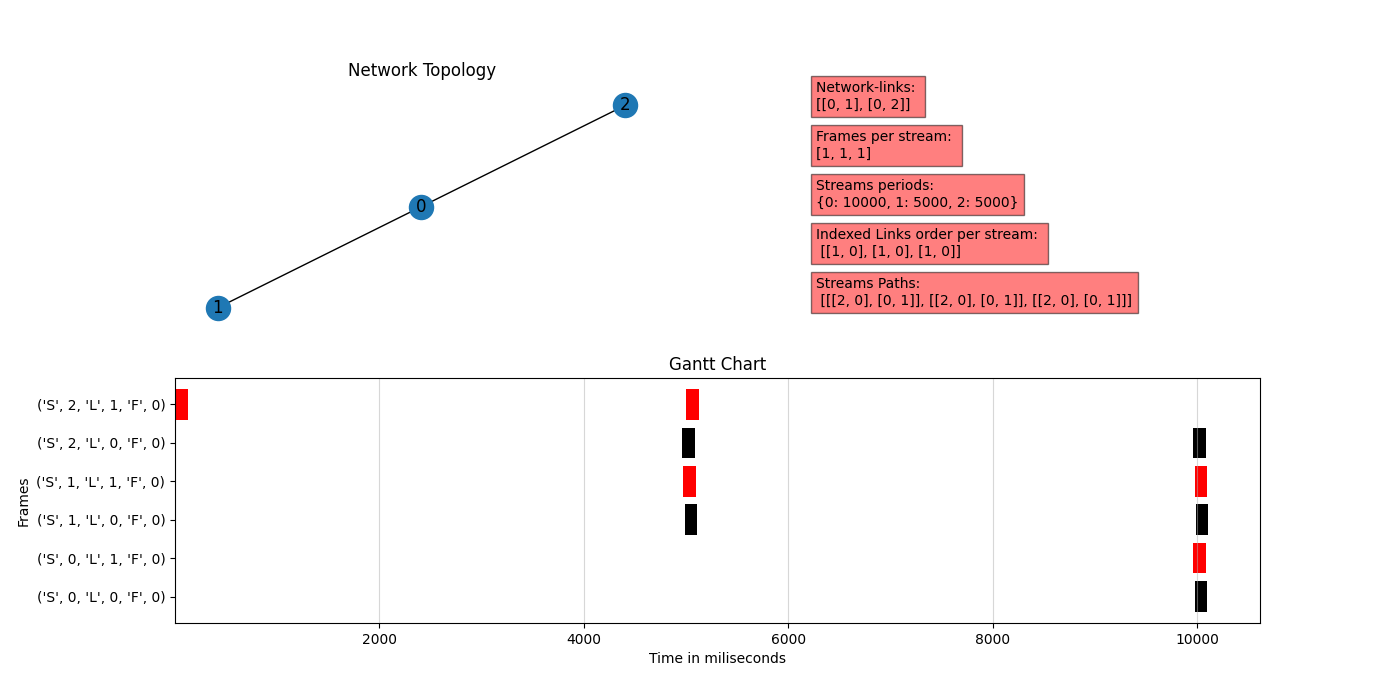 Network Topology
2
0
1
Network-links:
[[0, 1], [0, 2]]
Frames per stream:
[1, 1, 1]
Streams periods:
{0: 10000, 1: 5000, 2: 5000}
Indexed Links order per stream:
[[1, 0], [1, 0], [1, 0]]
Streams Paths:
[[[2, 0], [0, 1]], [[2, 0], [0, 1]], [[2, 0], [0, 1]]]
Gantt Chart
Frames
('S', 2, 'L', 1, 'F', 0)
('S', 2, 'L', 0, 'F', 0)
('S', 1, 'L', 1, 'F', 0)
('S', 1, 'L', 0, 'F', 0)
('S', 0, 'L', 1, 'F', 0)
('S', 0, 'L', 0, 'F', 0)
2000 4000 6000 8000 10000
Time in miliseconds